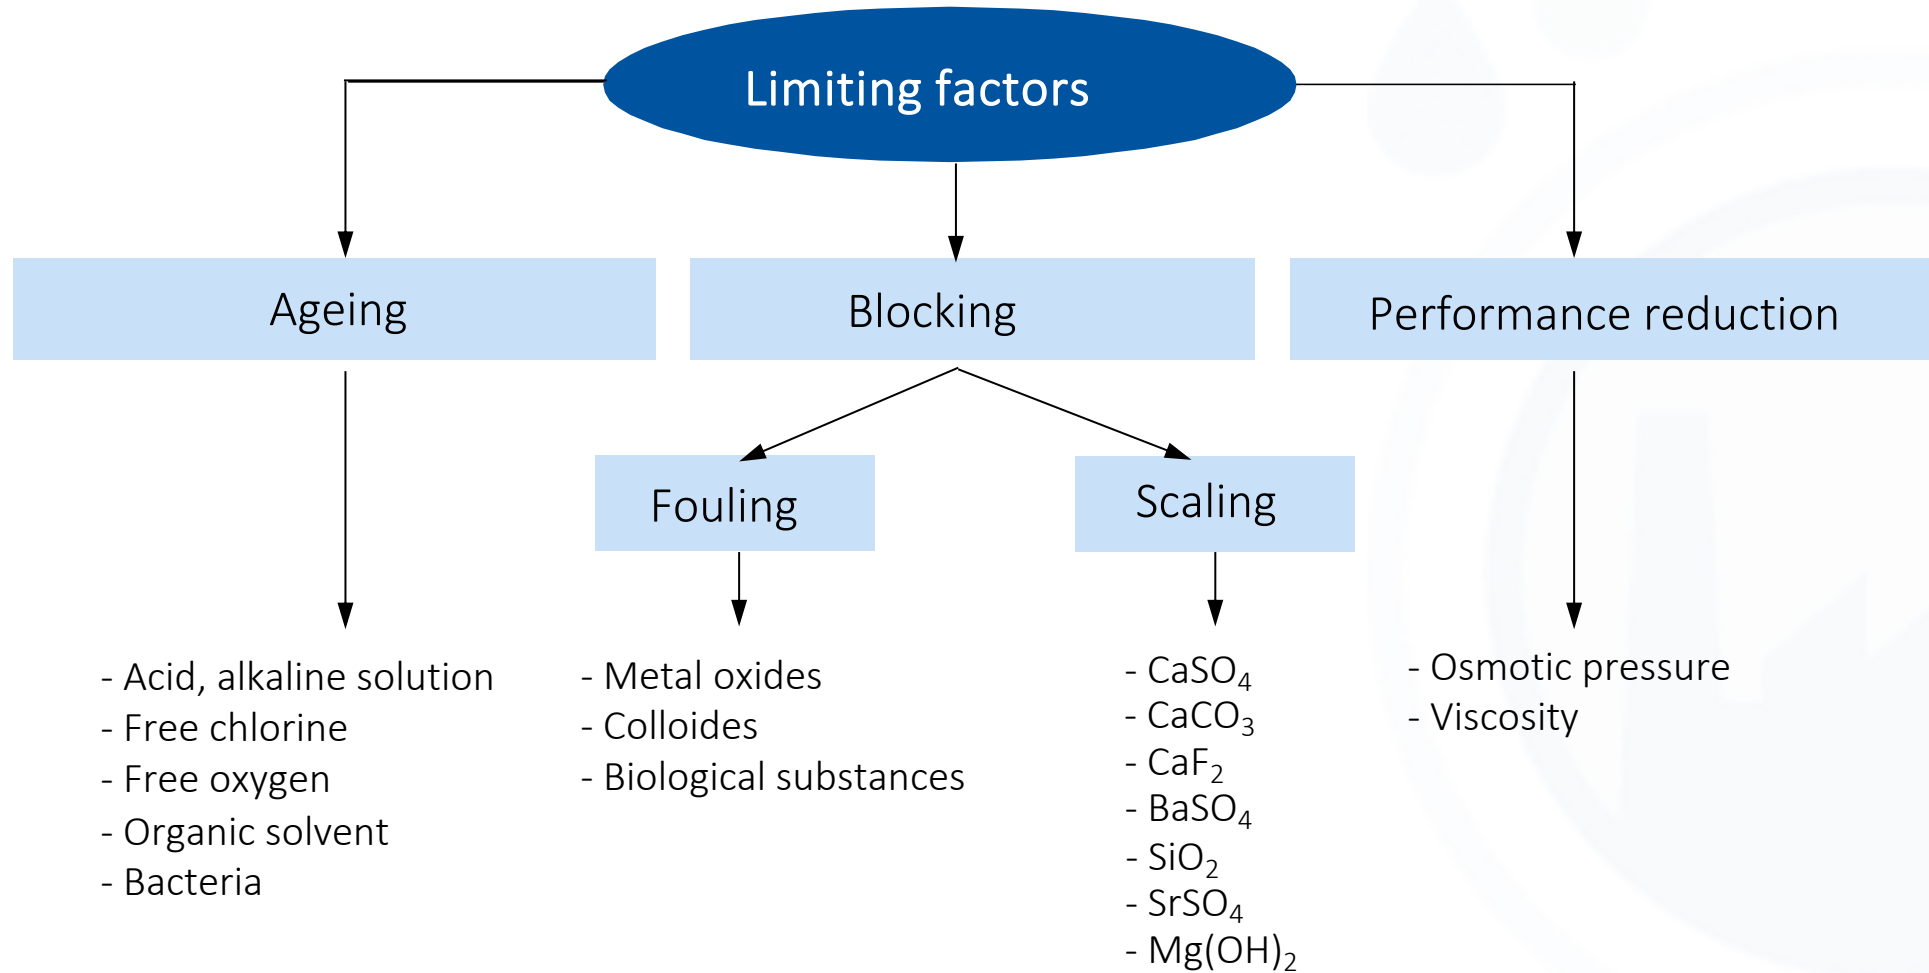 Limiting factors
Ageing
Blocking
Performance reduction
Fouling
Scaling
- Acid, alkaline solution
- Free chlorine
- Free oxygen
- Organic solvent
- Bacteria
- Metal oxides
- Colloides
- Biological substances
- CaSO₄
- CaCO₃
- CaF₂
- BaSO₄
- SiO₂
- SrSO₄
- Mg(OH)₂
- Osmotic pressure
- Viscosity